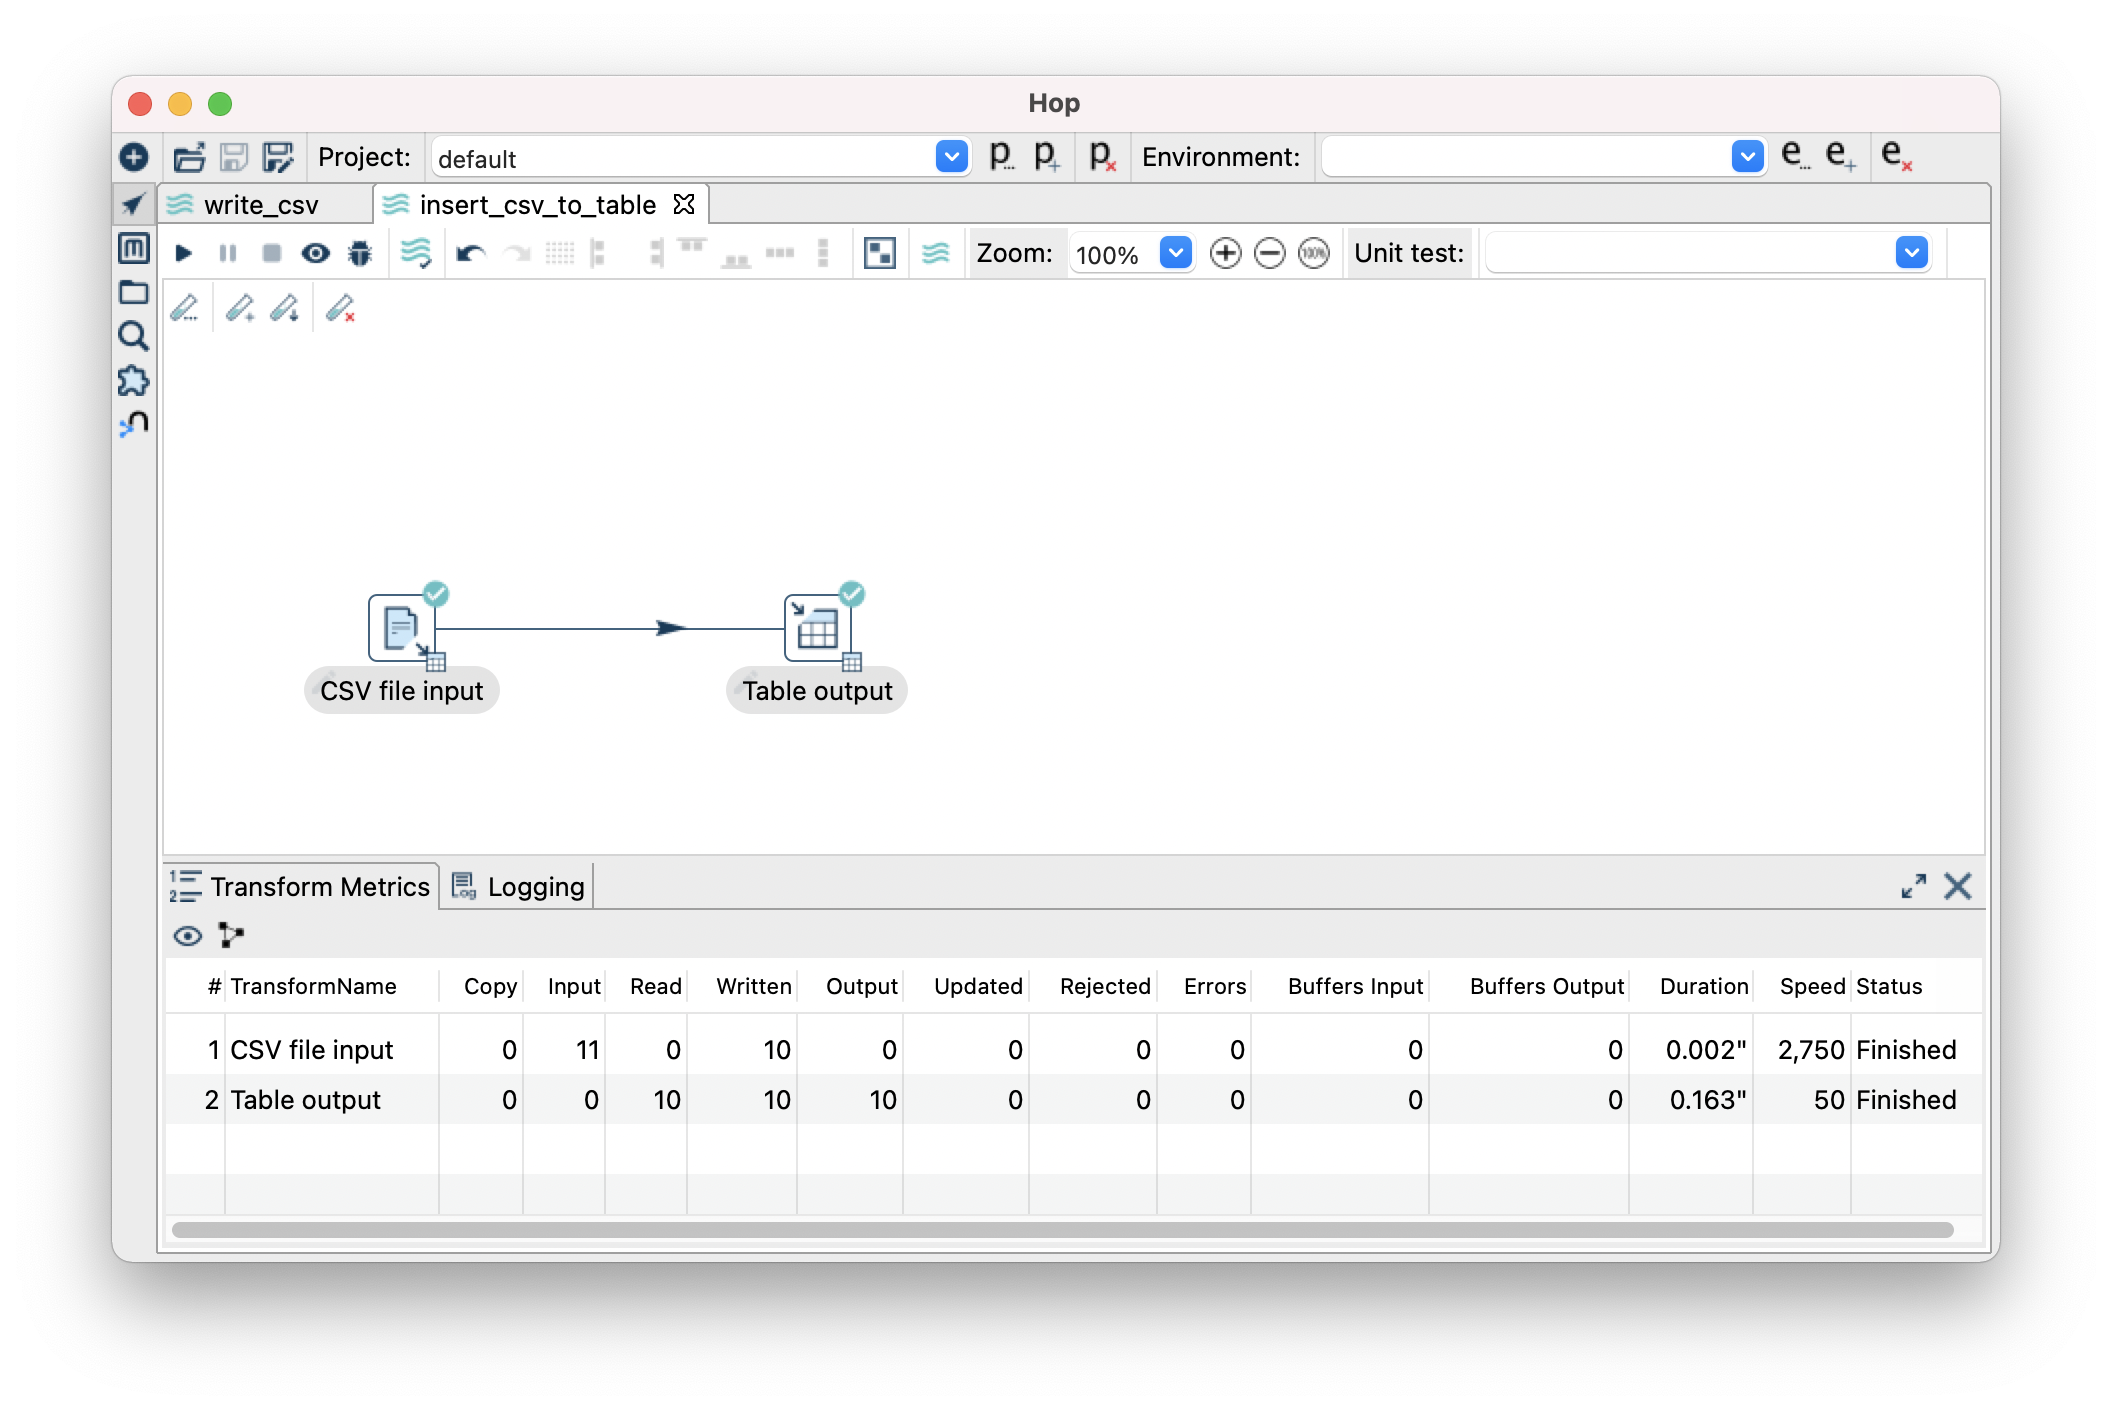 Hop
Project: default p... p+ px Environment: e... e+ ex
write_csv insert_csv_to_table
Zoom: 100% 100% Unit test:
CSV file input Table output
Transform Metrics Logging
# TransformName Copy Input Read Written Output Updated Rejected Errors Buffers Input Buffers Output Duration Speed Status
1 CSV file input 0 11 0 10 0 0 0 0 0 0 0.002" 2,750 Finished
2 Table output 0 0 10 10 10 0 0 0 0 0 0.163" 50 Finished